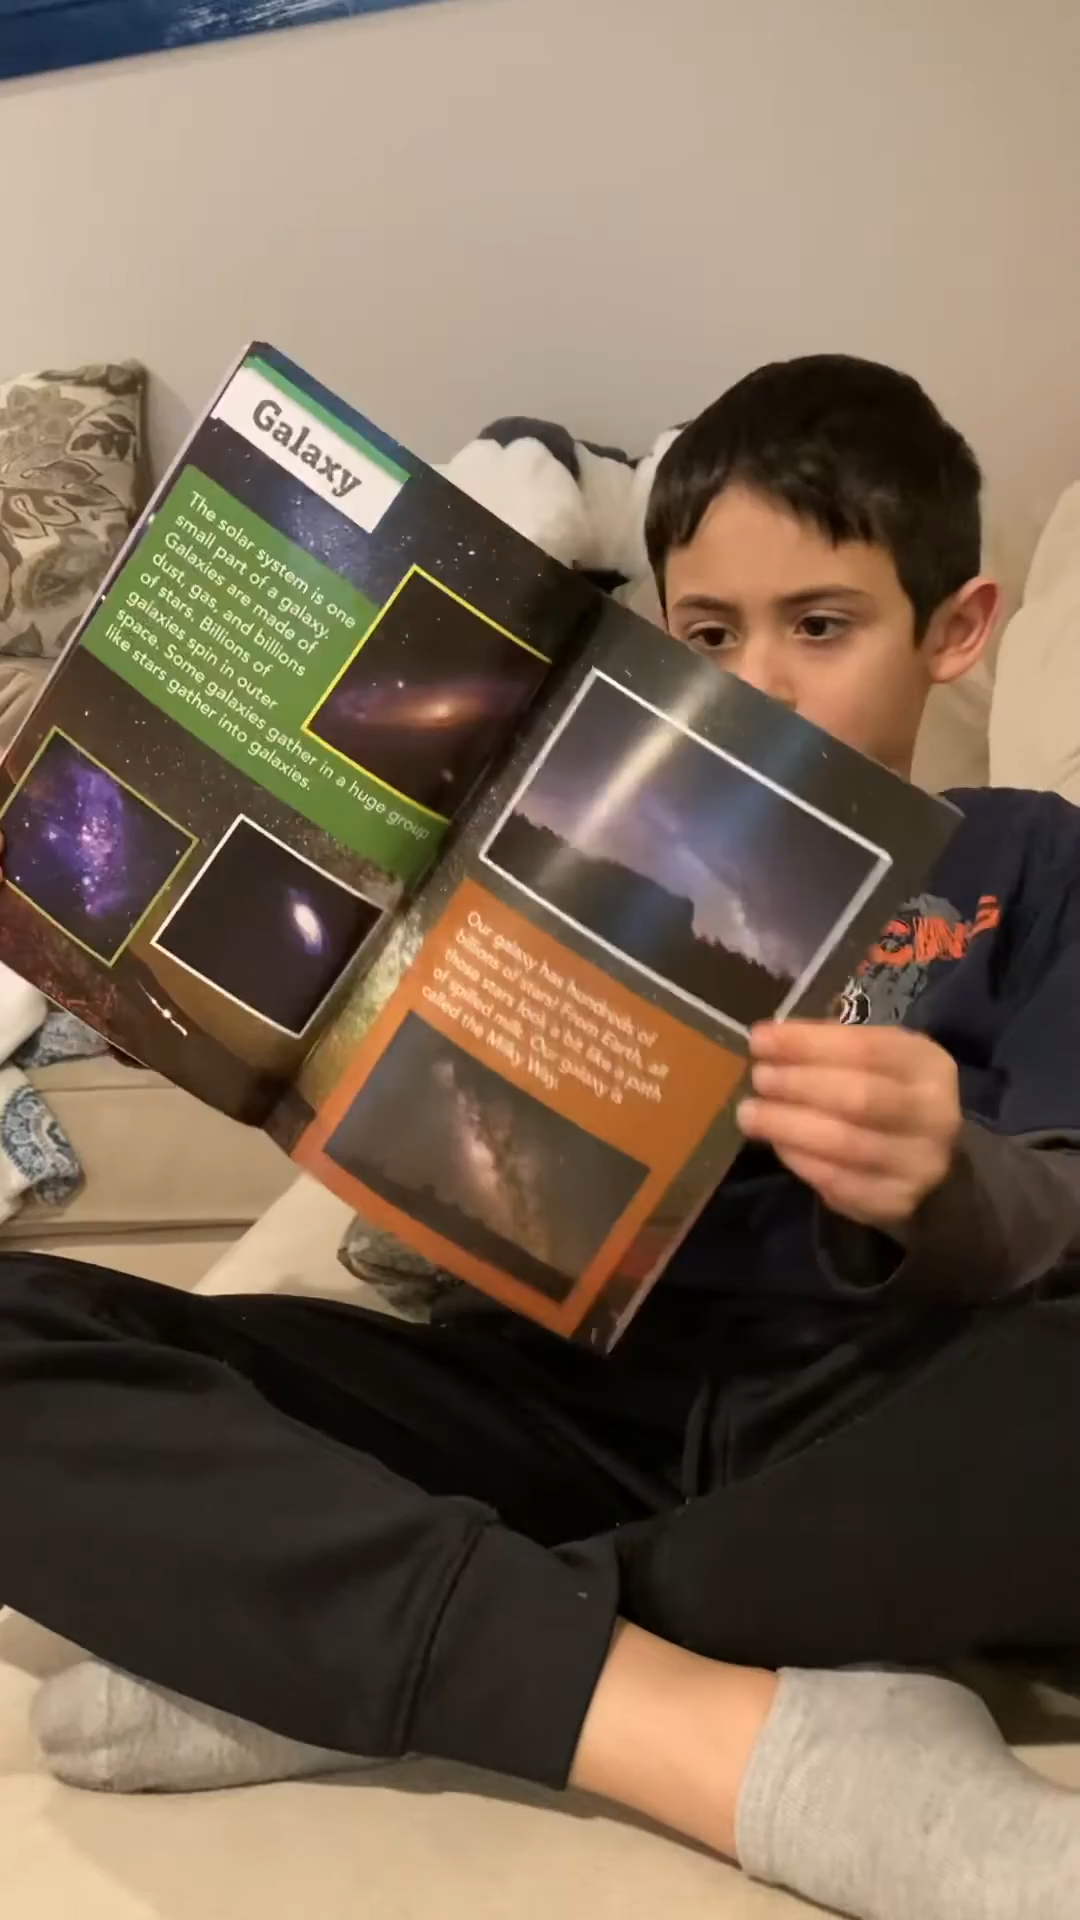 Galaxy
The solar system is one
small part of a galaxy.
Galaxies are made of
dust, gas, and billions
of stars. Billions of
galaxies spin in outer
space. Some galaxies gather in a huge group
like stars gather into galaxies.
Our galaxy has hundreds of
billions of stars! From Earth, all
those stars look a bit like a path
of spilled milk. Our galaxy is
called the Milky Way.